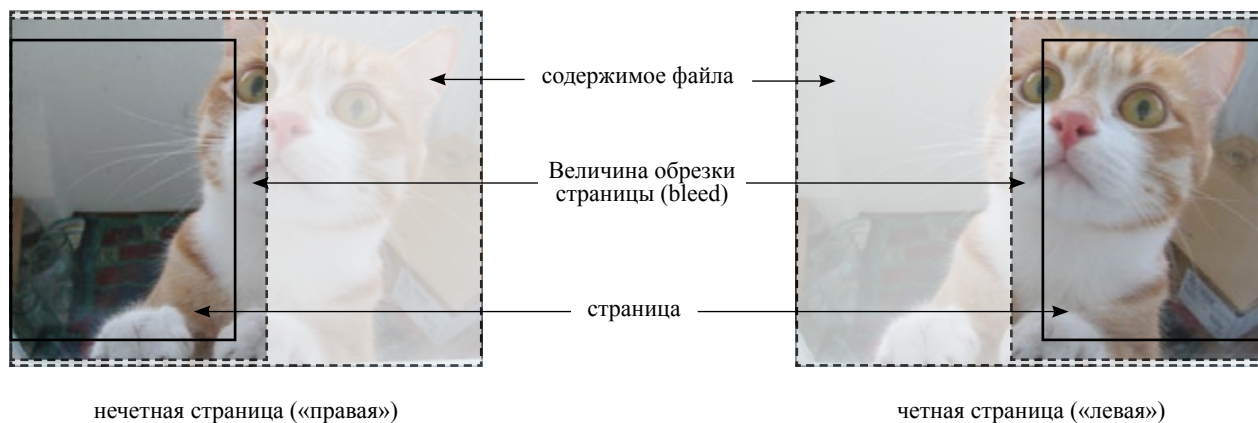 содержимое файла
Величина обрезки
страницы (bleed)
страница
нечетная страница («правая»)
четная страница («левая»)